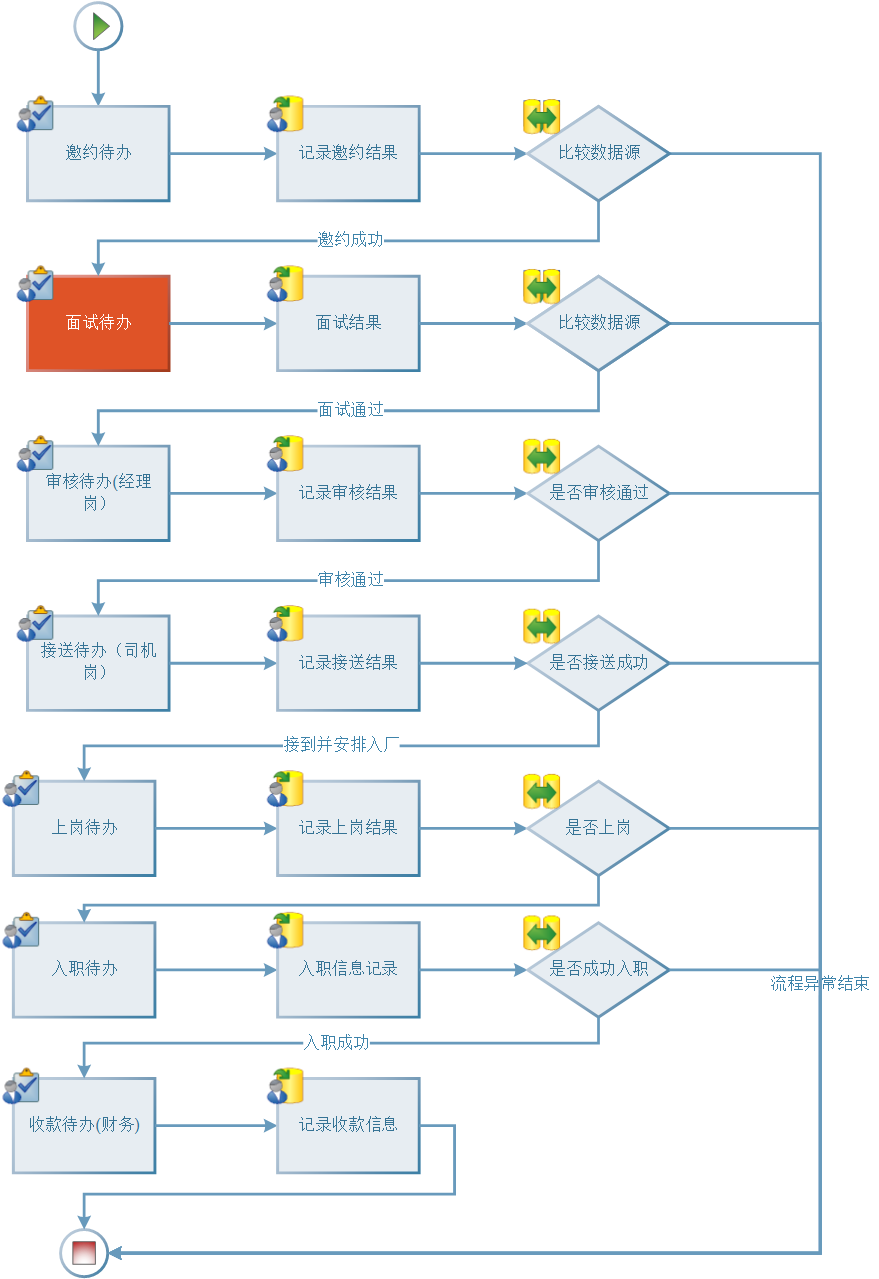 邀约待办
记录邀约结果
比较数据源
邀约成功
面试待办
面试结果
比较数据源
面试通过
审核待办(经理
岗）
记录审核结果
是否审核通过
审核通过
接送待办（司机
岗）
记录接送结果
是否接送成功
接到并安排入厂
上岗待办
记录上岗结果
是否上岗
入职待办
入职信息记录
是否成功入职
流程异常结束
入职成功
收款待办(财务)
记录收款信息